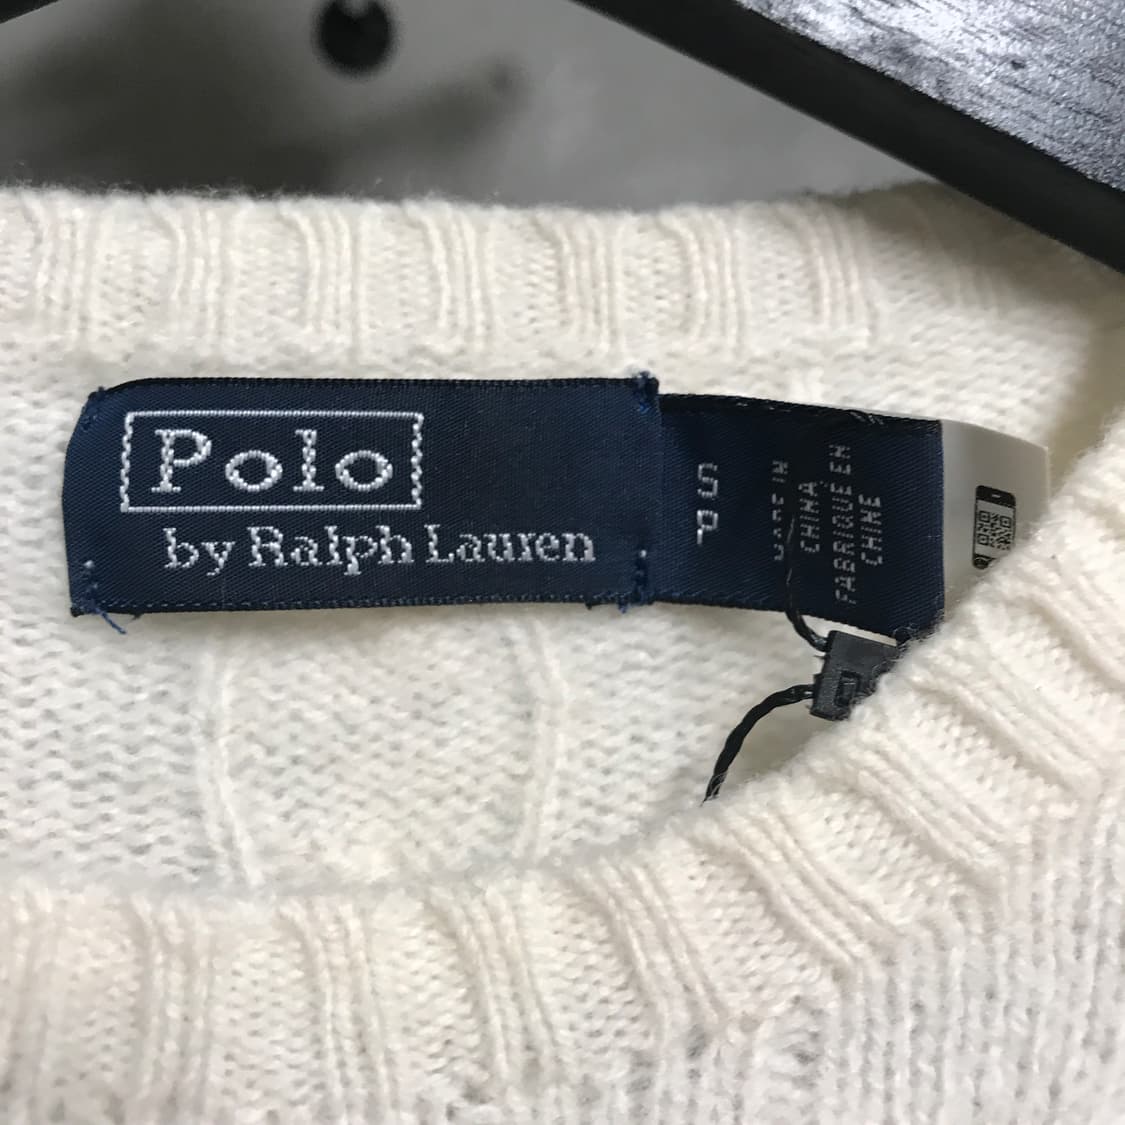 Polo
by Ralph Lauren
S
P
MADE IN
CHINA
FABRIQUE EN
CHINE